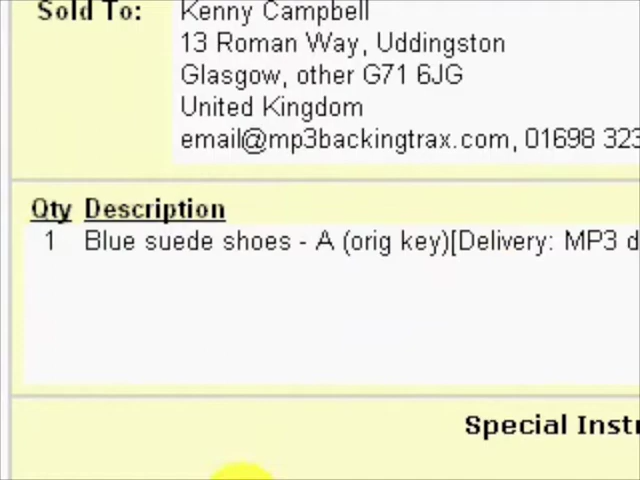 Sold To: Kenny Campbell
13 Roman Way, Uddingston
Glasgow, other G71 6JG
United Kingdom
email@mp3backingtrax.com, 01698 323
Qty Description
1 Blue suede shoes - A (orig key)[Delivery: MP3 d
Special Instr